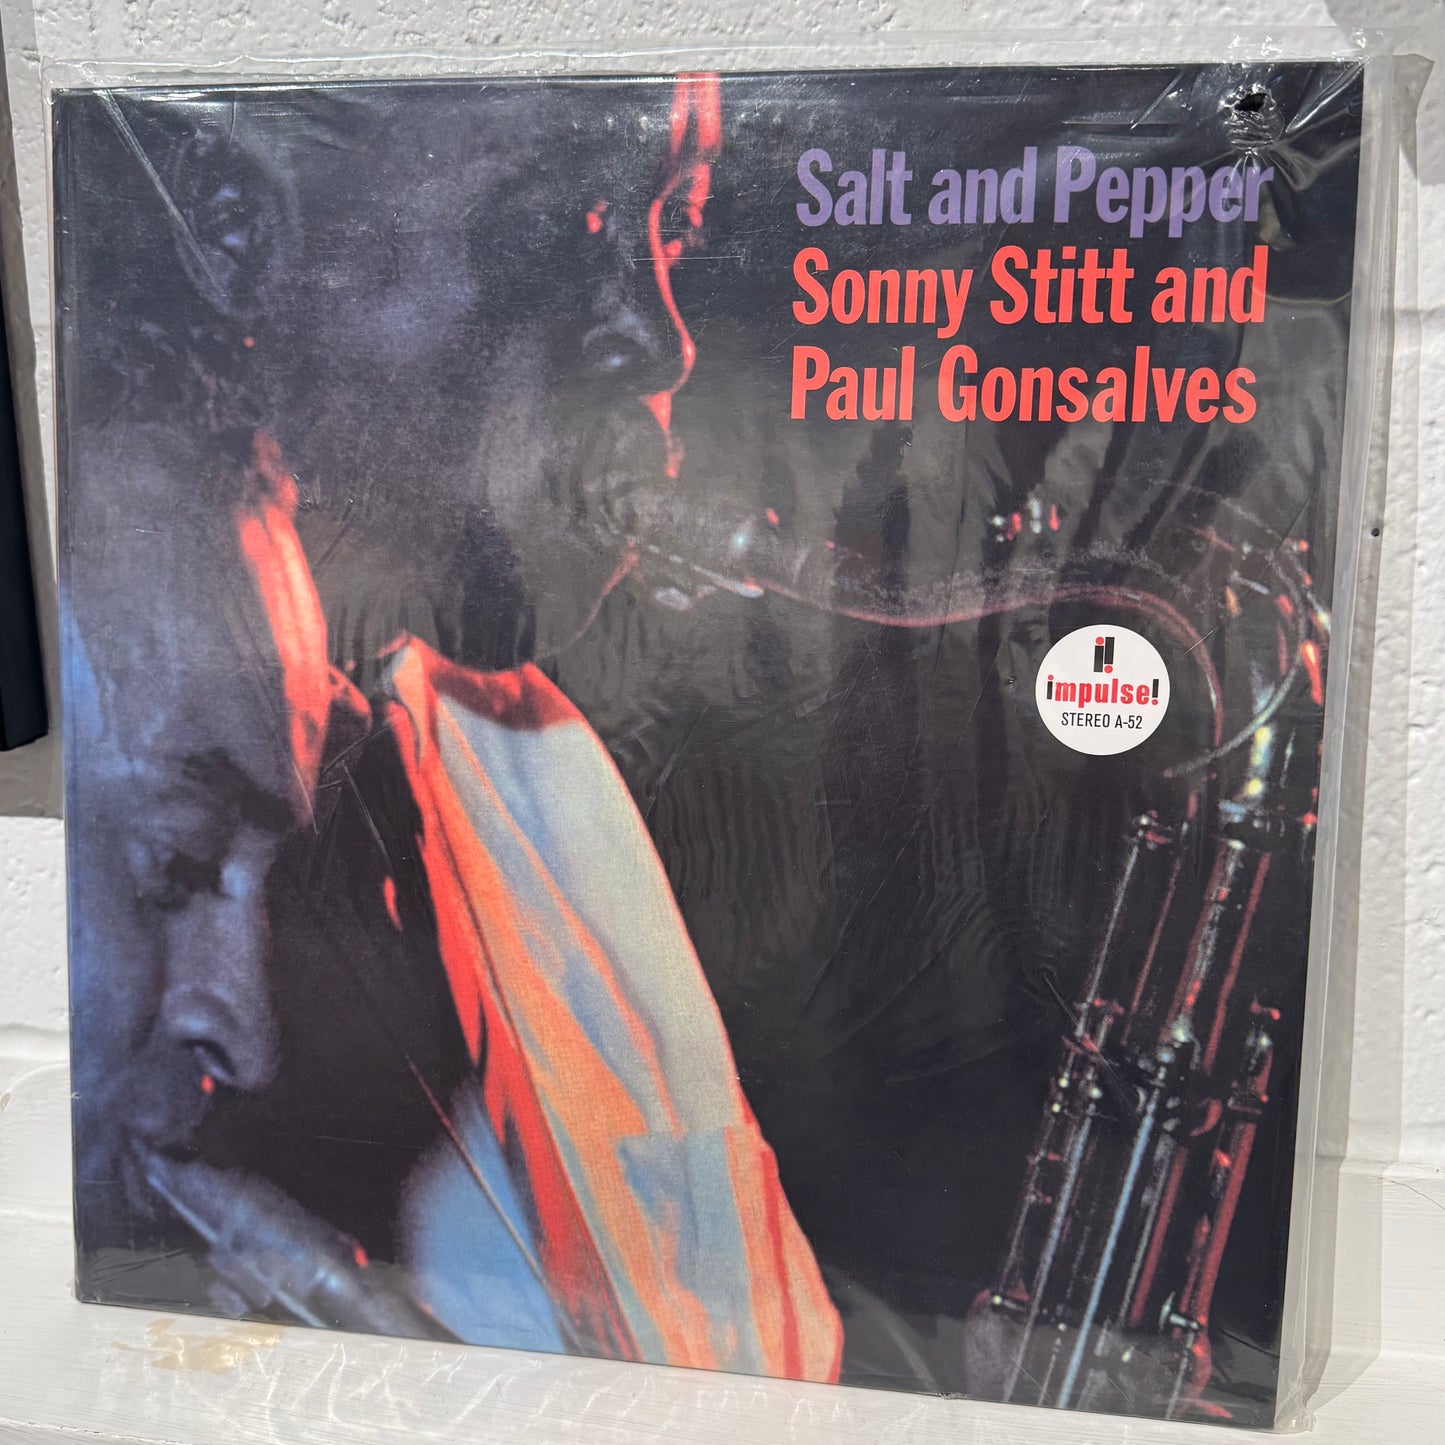 Salt and Pepper
Sonny Stitt and
Paul Gonsalves
i!
impulse!
STEREO A-52